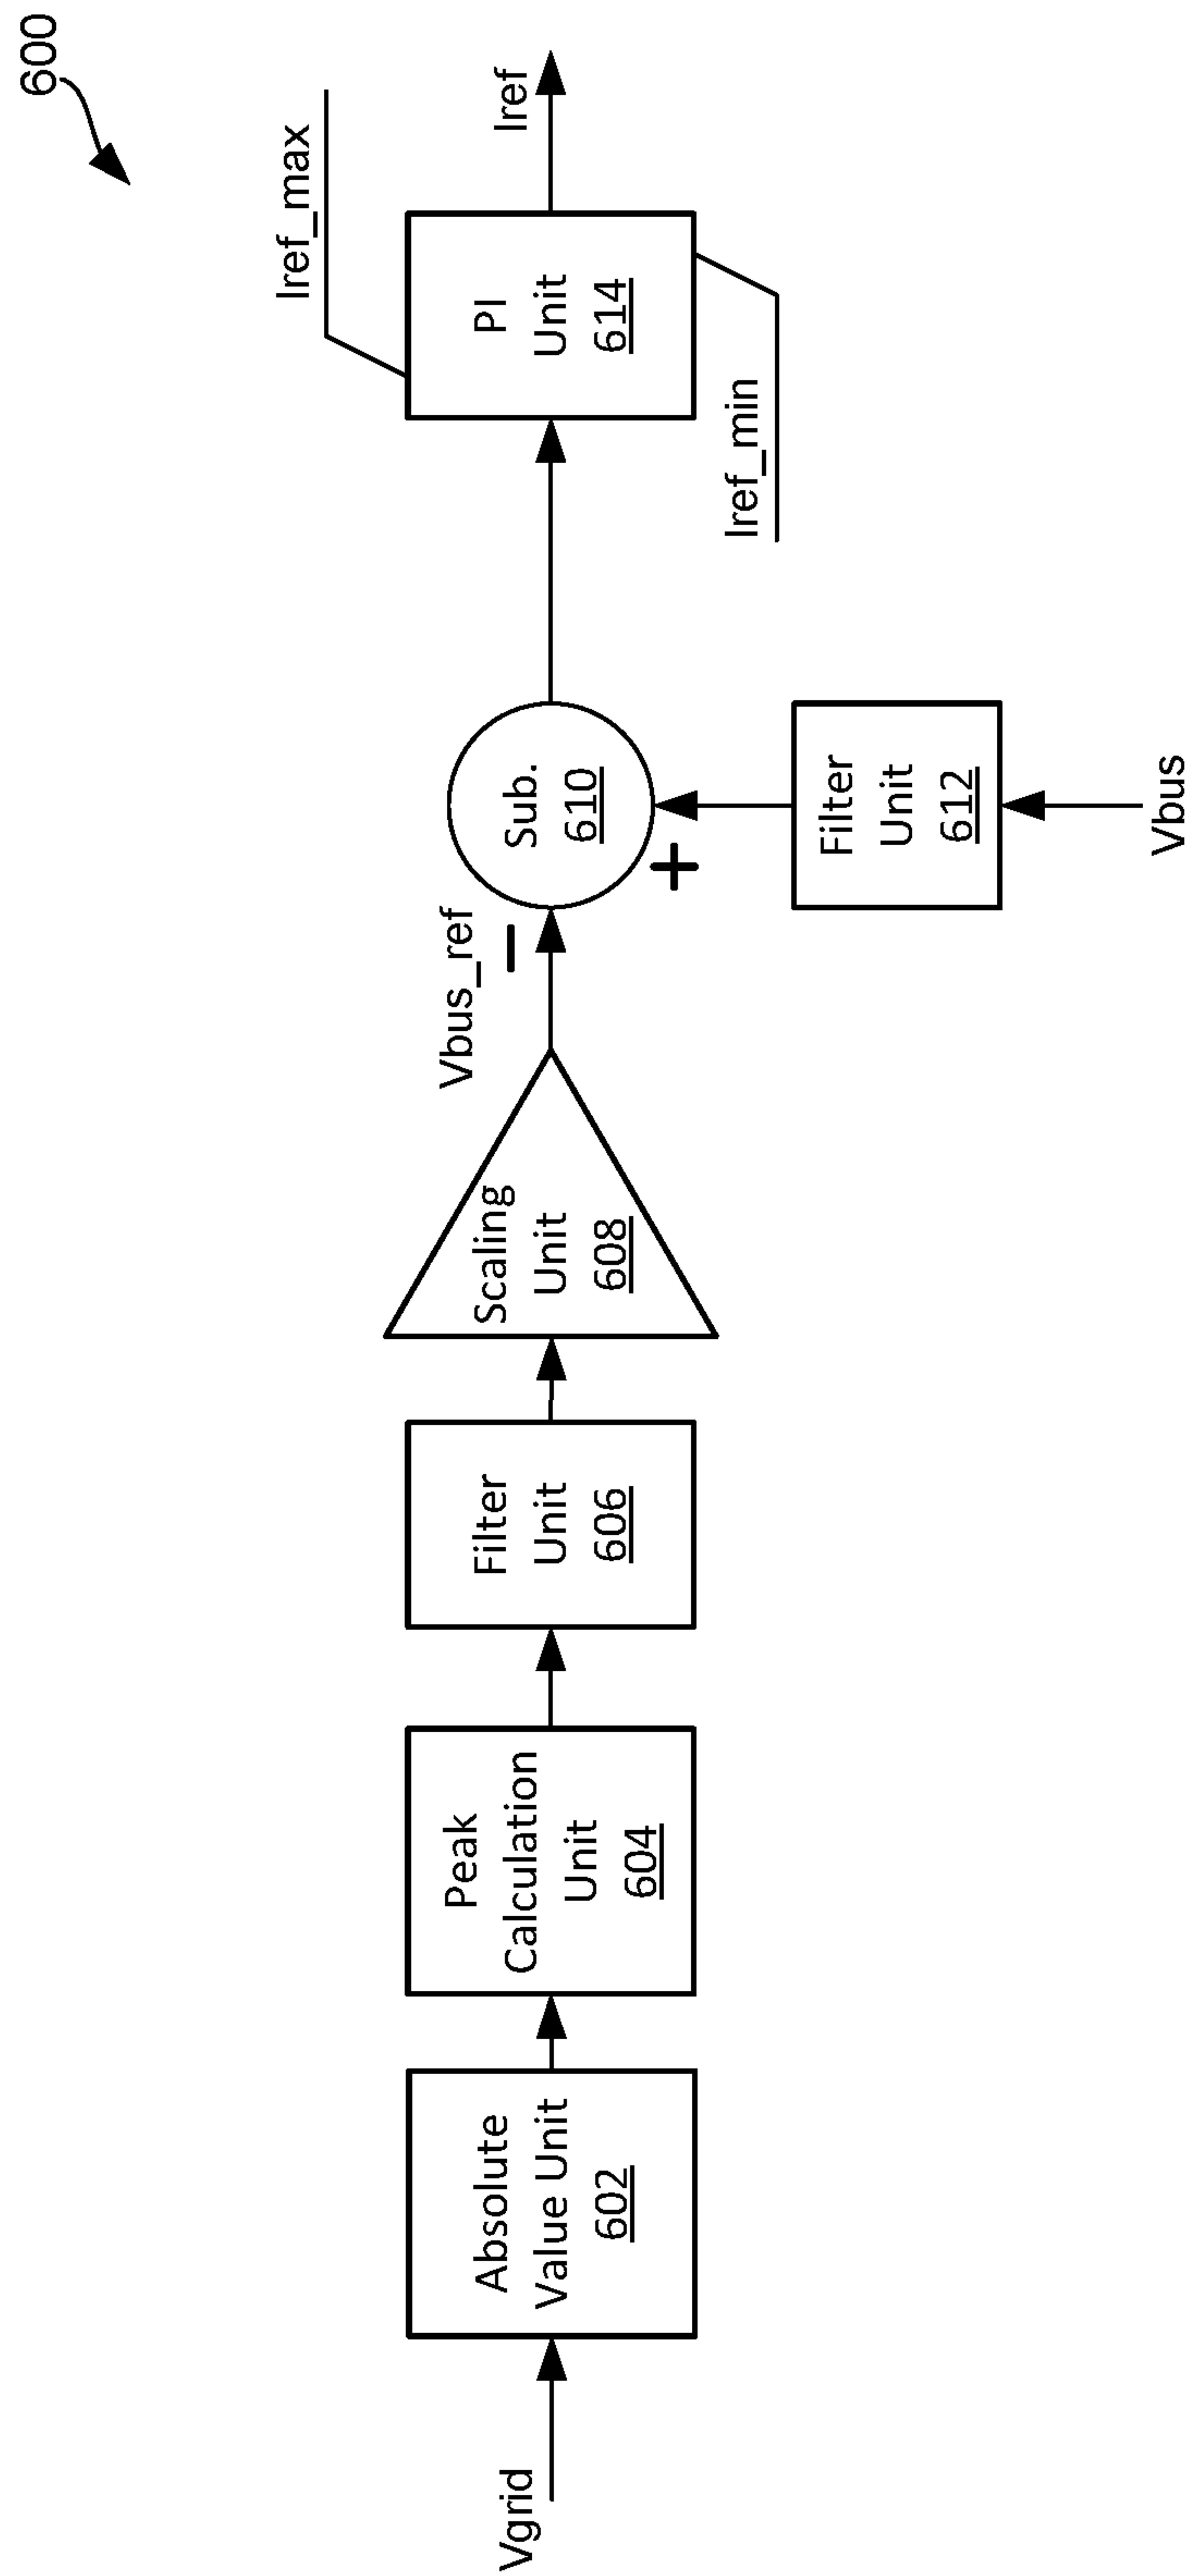 600
Vgrid
Absolute
Value Unit
602
Peak
Calculation
Unit
604
Filter
Unit
606
Scaling
Unit
608
Vbus_ref
−
+
Sub.
610
Filter
Unit
612
Vbus
PI
Unit
614
Iref_max
Iref_min
Iref